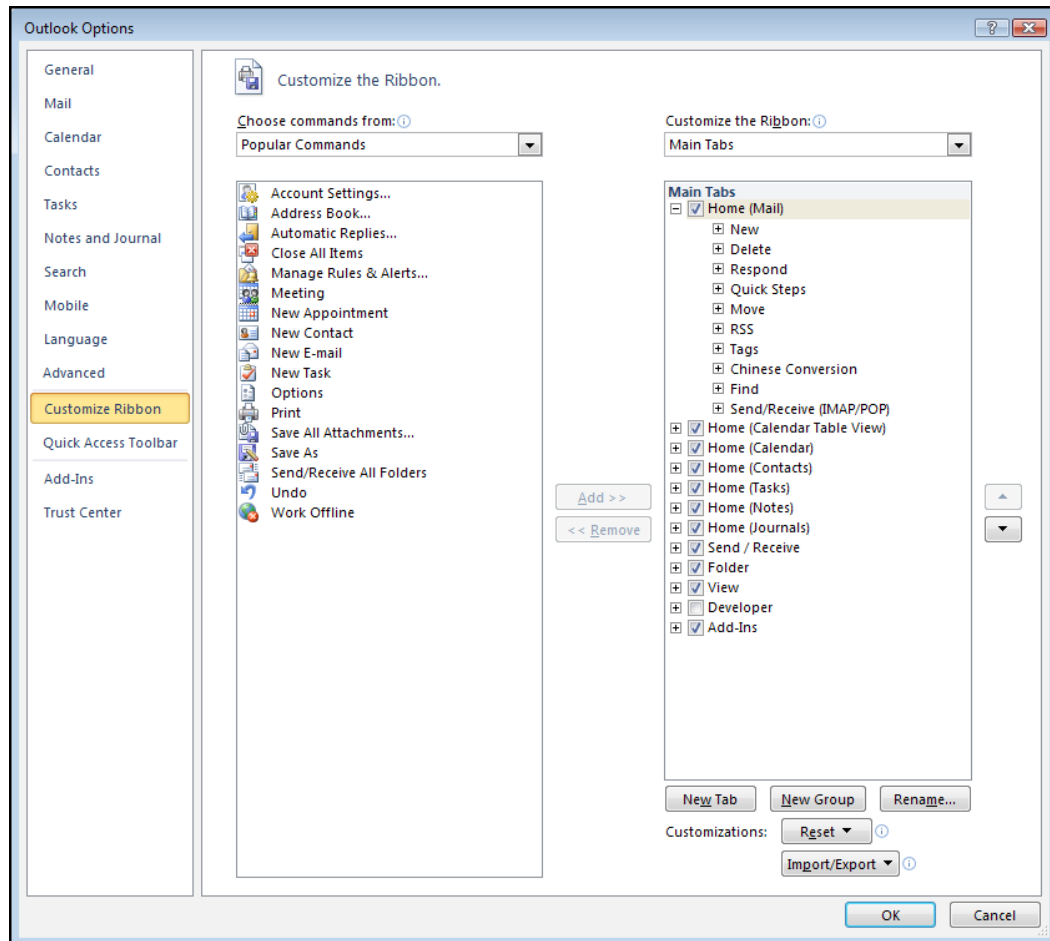 Outlook Options
General
Mail
Calendar
Contacts
Tasks
Notes and Journal
Search
Mobile
Language
Advanced
Customize Ribbon
Quick Access Toolbar
Add-Ins
Trust Center
Customize the Ribbon.
Choose commands from:
Popular Commands
Account Settings...
Address Book...
Automatic Replies...
Close All Items
Manage Rules & Alerts...
Meeting
New Appointment
New Contact
New E-mail
New Task
Options
Print
Save All Attachments...
Save As
Send/Receive All Folders
Undo
Work Offline
Add >>
<< Remove
Customize the Ribbon:
Main Tabs
Main Tabs
Home (Mail)
New
Delete
Respond
Quick Steps
Move
RSS
Tags
Chinese Conversion
Find
Send/Receive (IMAP/POP)
Home (Calendar Table View)
Home (Calendar)
Home (Contacts)
Home (Tasks)
Home (Notes)
Home (Journals)
Send / Receive
Folder
View
Developer
Add-Ins
New Tab
New Group
Rename...
Customizations:
Reset
Import/Export
OK
Cancel